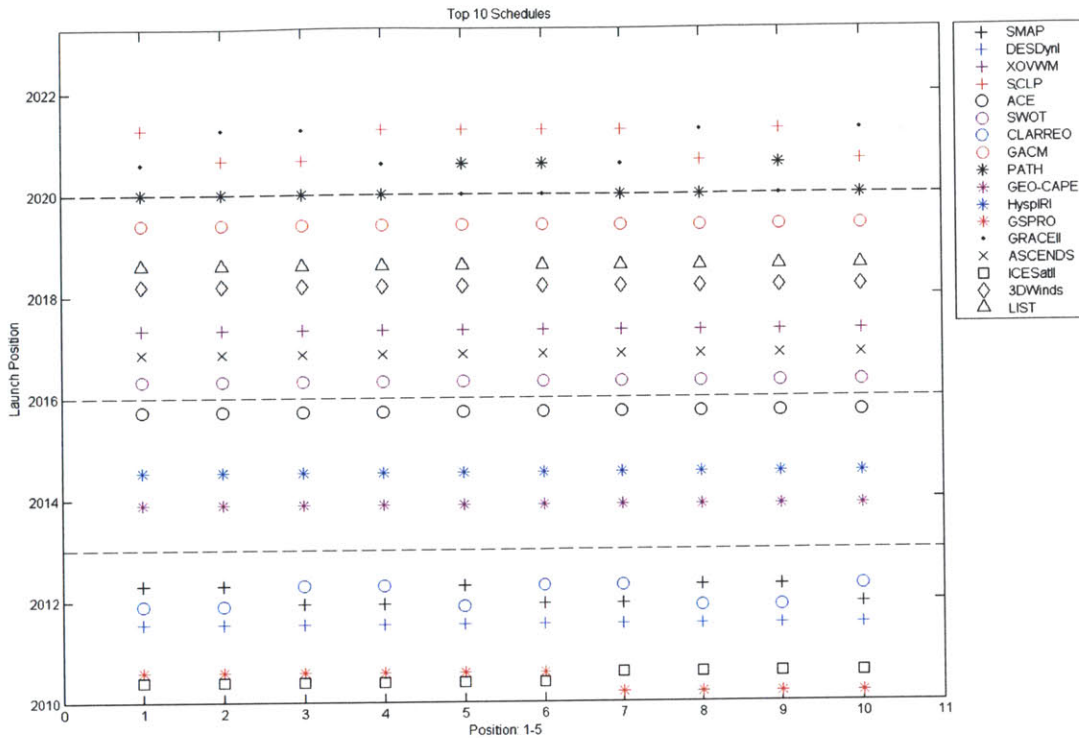 Top 10 Schedules
2022
2020
2018
2016
2014
2012
2010
Launch Position
0
1
2
3
4
5
6
7
8
9
10
11
Position: 1-5
SMAP
DESDynI
XOVWM
SCLP
ACE
SWOT
CLARREO
GACM
PATH
GEO-CAPE
HyspIRI
GSPRO
GRACEII
ASCENDS
ICESatII
3DWinds
LIST